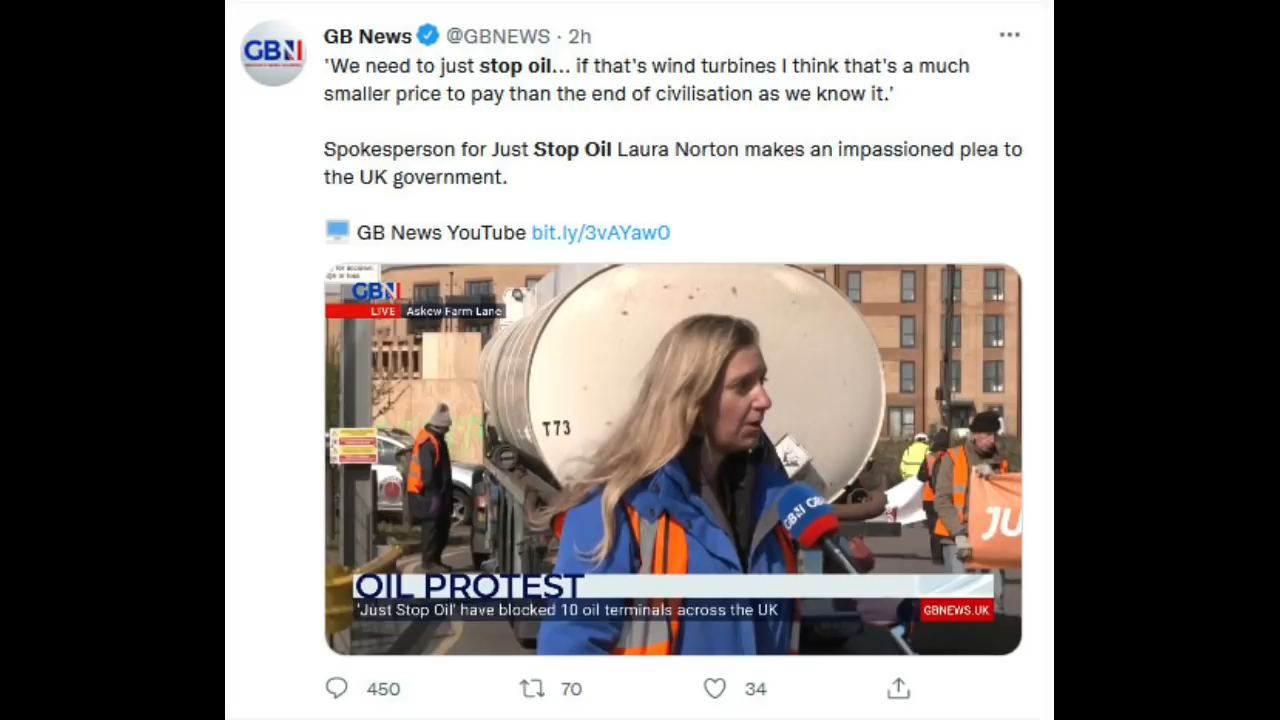 GBN
GB News @GBNEWS · 2h
'We need to just stop oil... if that's wind turbines I think that's a much
smaller price to pay than the end of civilisation as we know it.'
Spokesperson for Just Stop Oil Laura Norton makes an impassioned plea to
the UK government.
GB News YouTube bit.ly/3vAYaw0
GBN
LIVE Askew Farm Lane
T73
GBN
JU
OIL PROTEST
'Just Stop Oil' have blocked 10 oil terminals across the UK
GBNEWS.UK
450 70 34